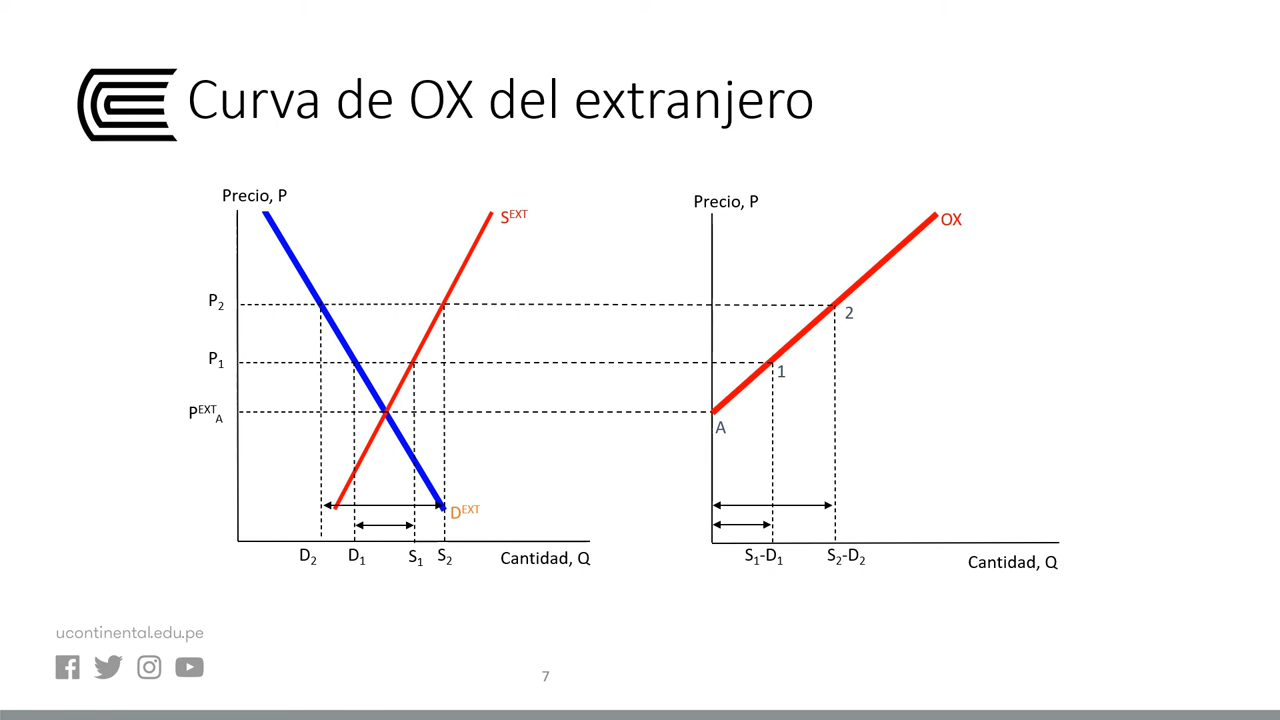 Curva de OX del extranjero
Precio, P
S^EXT
P₂
P₁
P^EXT_A
D^EXT
D₂
D₁
S₁
S₂
Cantidad, Q
Precio, P
OX
2
1
A
S₁-D₁
S₂-D₂
Cantidad, Q
ucontinental.edu.pe
7